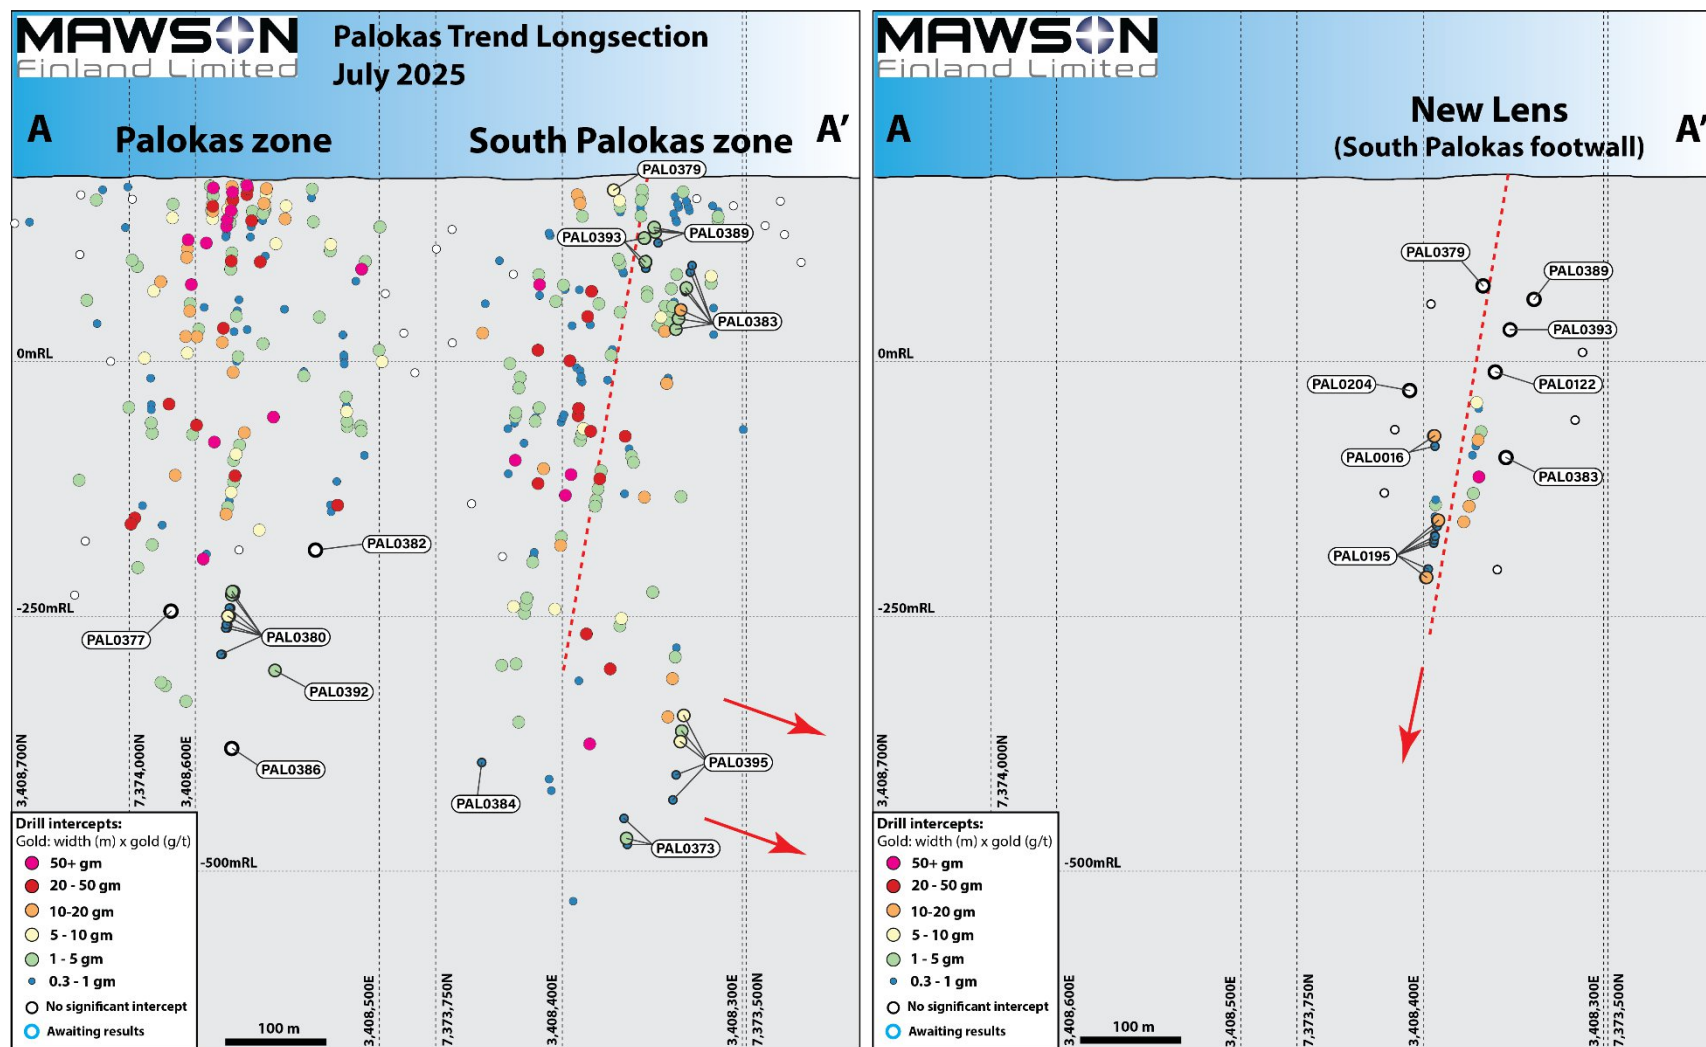 MAWSON
Finland Limited
Palokas Trend Longsection
July 2025
A
Palokas zone
South Palokas zone
A'
PAL0379
PAL0393
PAL0389
PAL0383
0mRL
PAL0382
-250mRL
PAL0377
PAL0380
PAL0392
PAL0386
PAL0395
PAL0384
PAL0373
-500mRL
3,408,700N
7,374,000N
3,408,600E
3,408,500E
7,373,750N
3,408,400E
3,408,300E
7,373,500N
Drill intercepts:
Gold: width (m) x gold (g/t)
50+ gm
20 - 50 gm
10-20 gm
5 - 10 gm
1 - 5 gm
0.3 - 1 gm
No significant intercept
Awaiting results
100 m
MAWSON
Finland Limited
A
New Lens
(South Palokas footwall)
A'
PAL0379
PAL0389
PAL0393
0mRL
PAL0204
PAL0122
PAL0016
PAL0383
PAL0195
-250mRL
-500mRL
3,408,700N
7,374,000N
3,408,600E
3,408,500E
7,373,750N
3,408,400E
3,408,300E
7,373,500N
Drill intercepts:
Gold: width (m) x gold (g/t)
50+ gm
20 - 50 gm
10-20 gm
5 - 10 gm
1 - 5 gm
0.3 - 1 gm
No significant intercept
Awaiting results
100 m